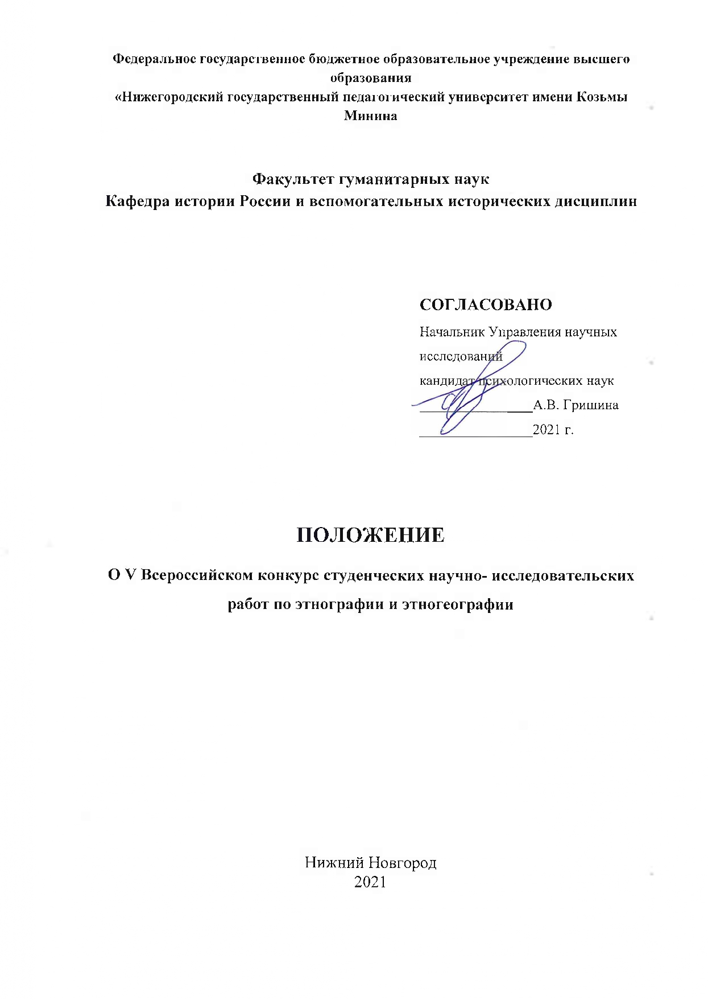 Федеральное государственное бюджетное образовательное учреждение высшего
образования
«Нижегородский государственный педагогический университет имени Козьмы
Минина
Факультет гуманитарных наук
Кафедра истории России и вспомогательных исторических дисциплин
СОГЛАСОВАНО
Начальник Управления научных
исследований
кандидат психологических наук
________________А.В. Гришина
________________2021 г.
ПОЛОЖЕНИЕ
О V Всероссийском конкурсе студенческих научно- исследовательских
работ по этнографии и этногеографии
Нижний Новгород
2021